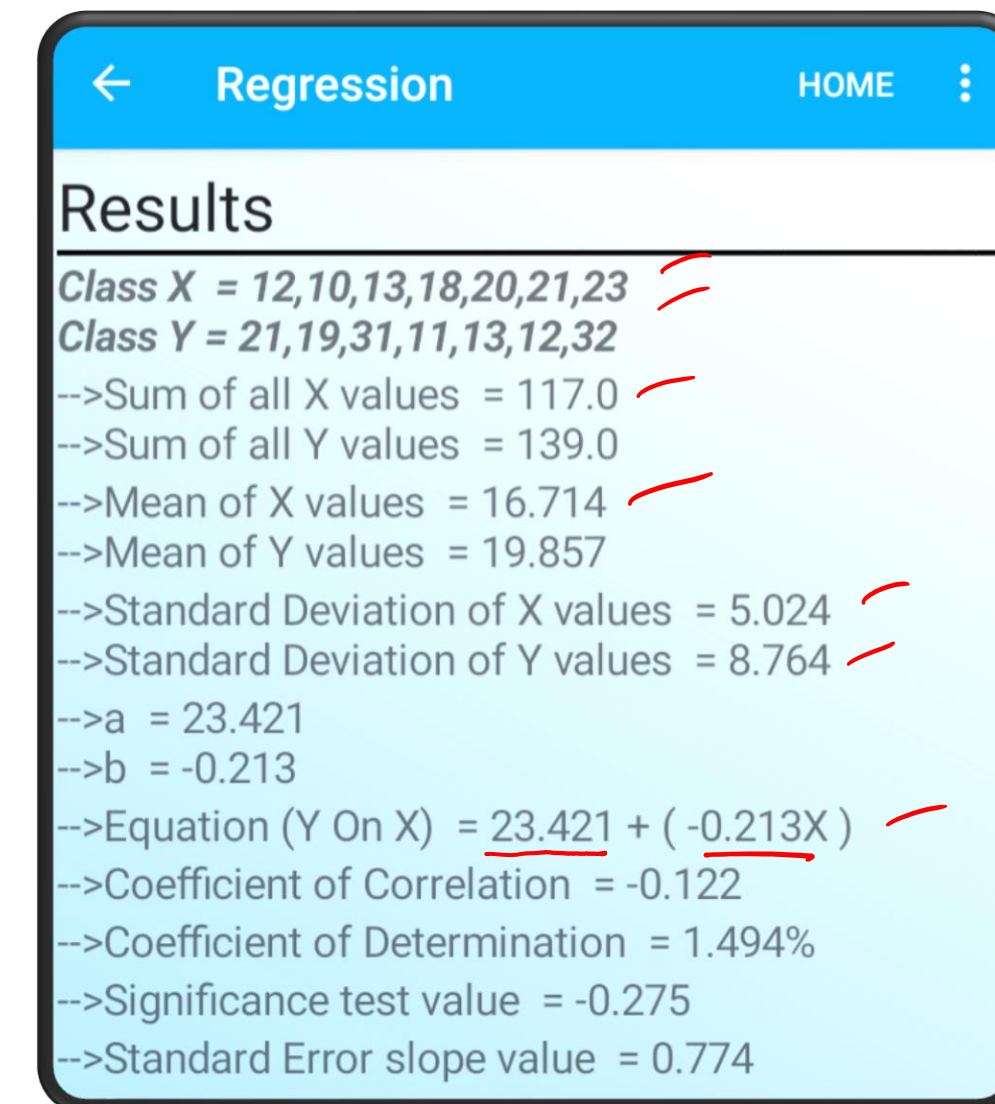 Regression HOME
Results
Class X = 12,10,13,18,20,21,23
Class Y = 21,19,31,11,13,12,32
-->Sum of all X values = 117.0
-->Sum of all Y values = 139.0
-->Mean of X values = 16.714
-->Mean of Y values = 19.857
-->Standard Deviation of X values = 5.024
-->Standard Deviation of Y values = 8.764
-->a = 23.421
-->b = -0.213
-->Equation (Y On X) = 23.421 + ( -0.213X )
-->Coefficient of Correlation = -0.122
-->Coefficient of Determination = 1.494%
-->Significance test value = -0.275
-->Standard Error slope value = 0.774